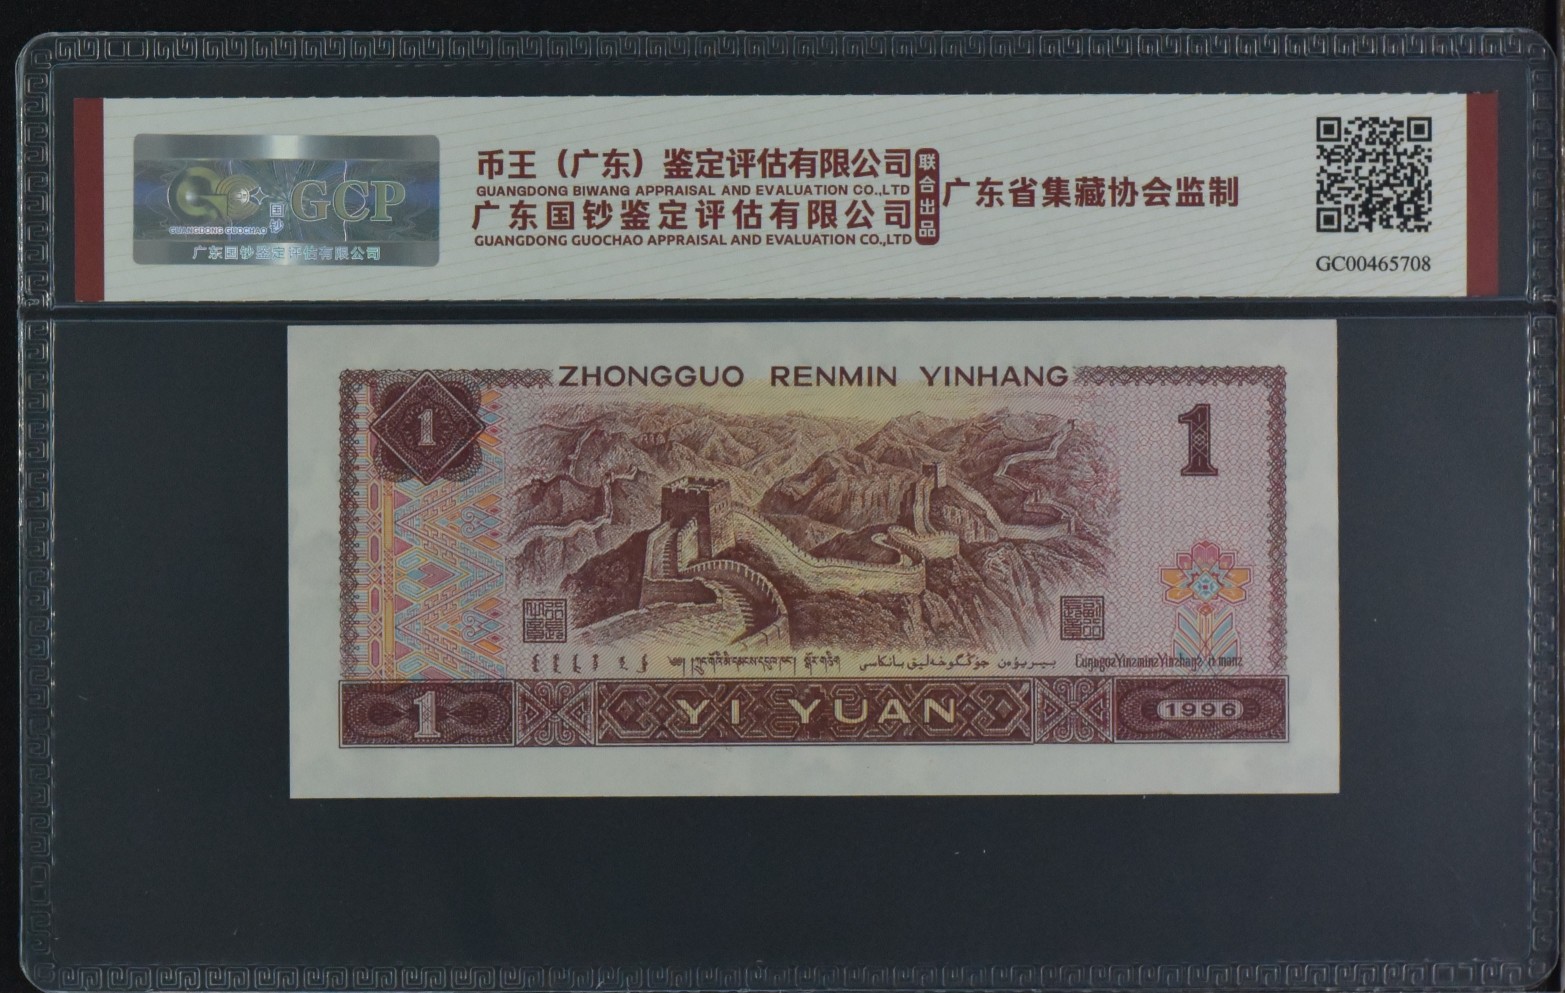 币王（广东）鉴定评估有限公司
GUANGDONG BIWANG APPRAISAL AND EVALUATION CO.,LTD
广东国钞鉴定评估有限公司
GUANGDONG GUOCHAO APPRAISAL AND EVALUATION CO.,LTD
联合出品
广东省集藏协会监制
GCP
国钞
GUANGDONG GUOCHAO
广东国钞鉴定评估有限公司
GC00465708
ZHONGGUO RENMIN YINHANG
1
1
1
YI YUAN
1996